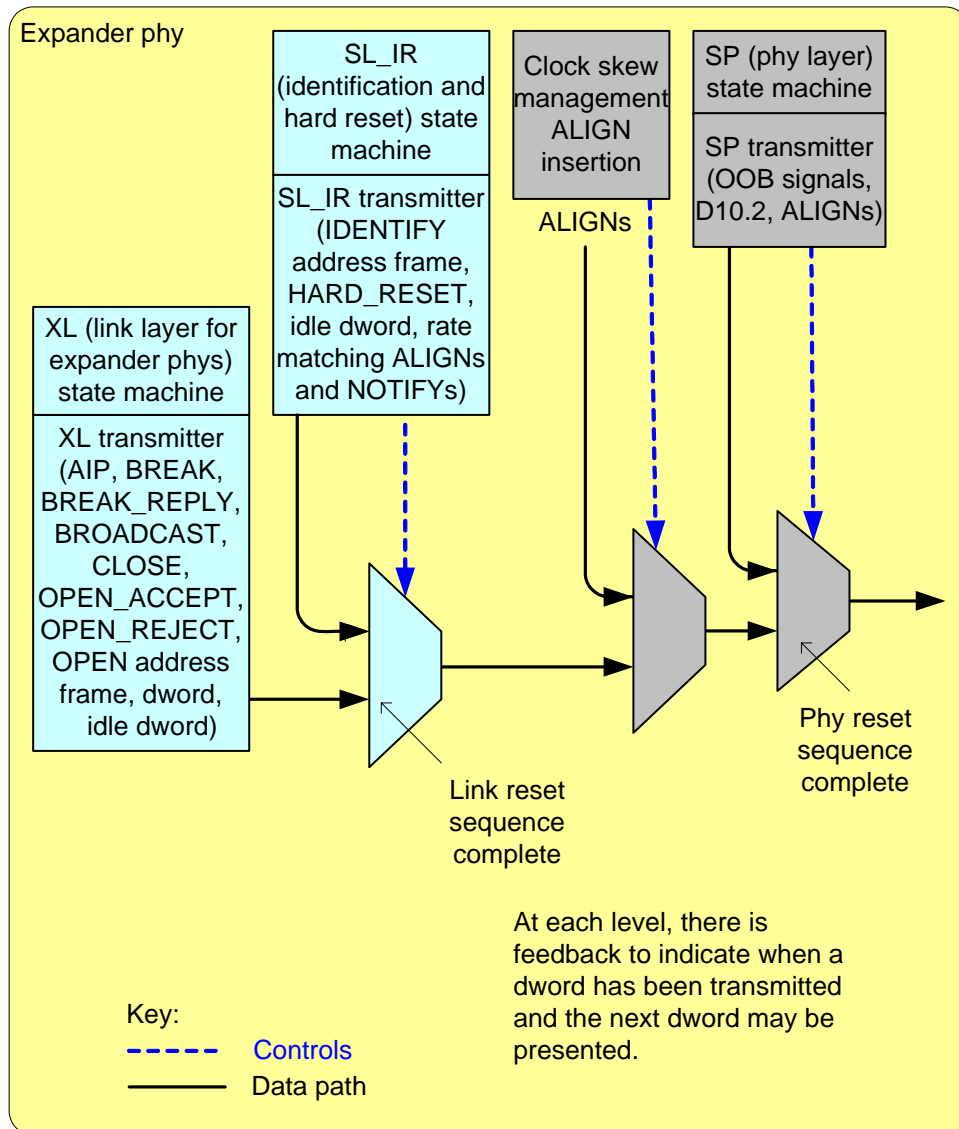 Expander phy
SL_IR
(identification and
hard reset) state
machine
SL_IR transmitter
(IDENTIFY
address frame,
HARD_RESET,
idle dword, rate
matching ALIGNs
and NOTIFYs)
Clock skew
management
ALIGN
insertion
ALIGNs
SP (phy layer)
state machine
SP transmitter
(OOB signals,
D10.2, ALIGNs)
XL (link layer for
expander phys)
state machine
XL transmitter
(AIP, BREAK,
BREAK_REPLY,
BROADCAST,
CLOSE,
OPEN_ACCEPT,
OPEN_REJECT,
OPEN address
frame, dword,
idle dword)
Link reset
sequence
complete
Phy reset
sequence
complete
At each level, there is
feedback to indicate when a
dword has been transmitted
and the next dword may be
presented.
Key:
Controls
Data path